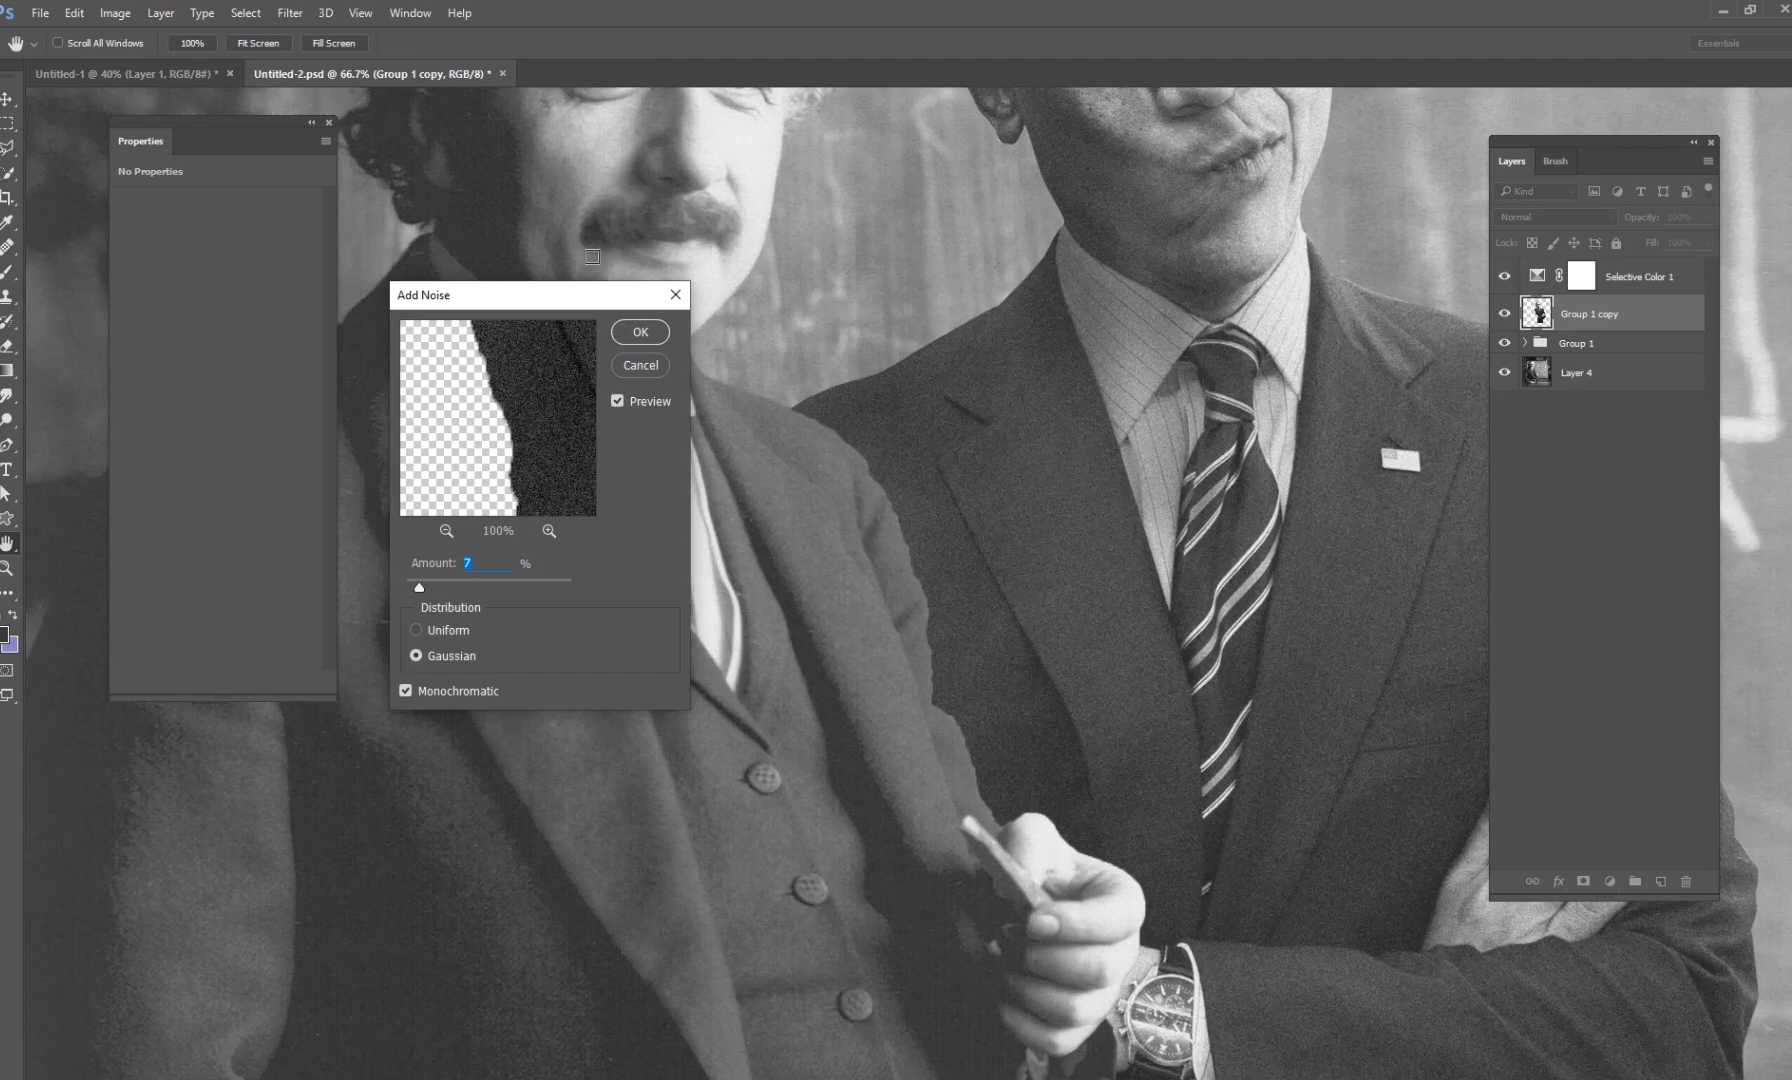 PS File Edit Image Layer Type Select Filter 3D View Window Help
Scroll All Windows 100% Fit Screen Fill Screen Essentials
Untitled-1 @ 40% (Layer 1, RGB/8#) * × Untitled-2.psd @ 66.7% (Group 1 copy, RGB/8) * ×
Properties
No Properties
Add Noise
OK
Cancel
Preview
100%
Amount: 7 %
Distribution
Uniform
Gaussian
Monochromatic
Layers Brush
Kind
Normal Opacity: 100%
Lock: Fill: 100%
Selective Color 1
Group 1 copy
Group 1
Layer 4